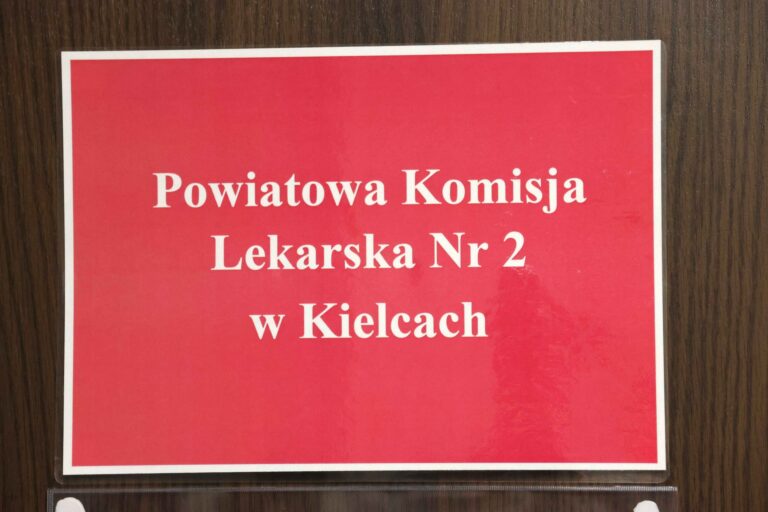 Powiatowa Komisja
Lekarska Nr 2
w Kielcach